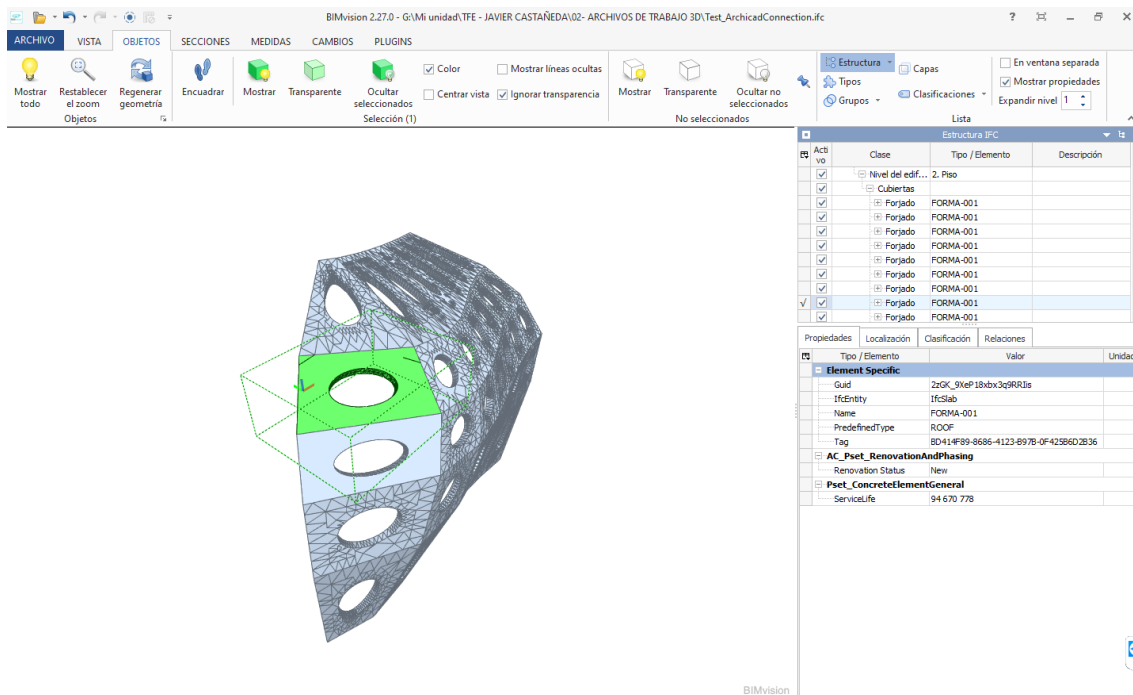 BIMvision 2.27.0 - G:\Mi unidad\TFE - JAVIER CASTAÑEDA\02- ARCHIVOS DE TRABAJO 3D\Test_ArchicadConnection.ifc
ARCHIVO VISTA OBJETOS SECCIONES MEDIDAS CAMBIOS PLUGINS
Mostrar todo
Restablecer el zoom
Regenerar geometría
Objetos
Encuadrar
Mostrar
Transparente
Ocultar seleccionados
Color
Centrar vista
Mostrar líneas ocultas
Ignorar transparencia
Selección (1)
Mostrar
Transparente
Ocultar no seleccionados
No seleccionados
Estructura
Tipos
Grupos
Capas
Clasificaciones
En ventana separada
Mostrar propiedades
Expandir nivel 1
Lista
Estructura IFC
Activo Clase Tipo / Elemento Descripción
Nivel del edif... 2. Piso
Cubiertas
Forjado FORMA-001
Forjado FORMA-001
Forjado FORMA-001
Forjado FORMA-001
Forjado FORMA-001
Forjado FORMA-001
Forjado FORMA-001
Forjado FORMA-001
Forjado FORMA-001
Propiedades Localización Clasificación Relaciones
Tipo / Elemento Valor Unidad
Element Specific
Guid 2zGK_9XeP18xbx3q9RRIis
IfcEntity IfcSlab
Name FORMA-001
PredefinedType ROOF
Tag BD414F89-8686-4123-B97B-0F425B6D2B36
AC_Pset_RenovationAndPhasing
Renovation Status New
Pset_ConcreteElementGeneral
ServiceLife 94 670 778
BIMvision